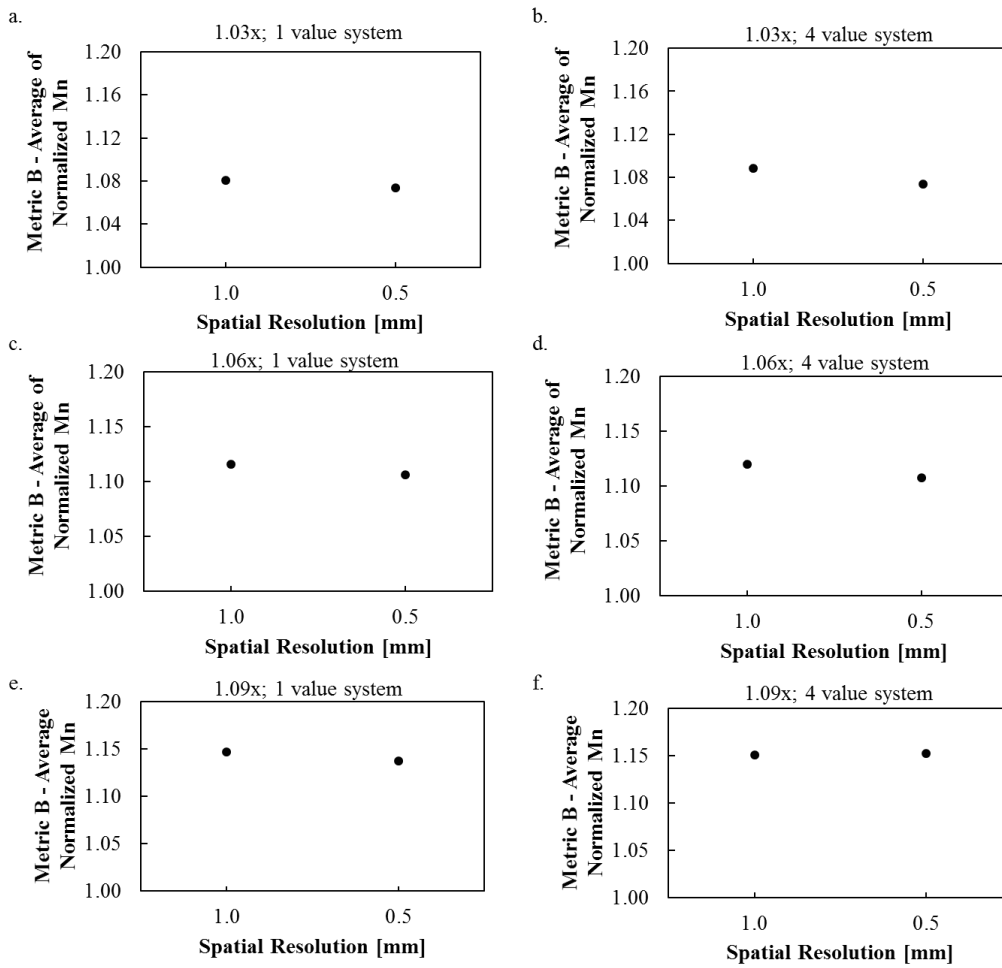 a.
1.03x; 1 value system
Metric B - Average of
Normalized Mn
1.20
1.16
1.12
1.08
1.04
1.00
1.0
0.5
Spatial Resolution [mm]
b.
1.03x; 4 value system
Metric B - Average of
Normalized Mn
1.20
1.16
1.12
1.08
1.04
1.00
1.0
0.5
Spatial Resolution [mm]
c.
1.06x; 1 value system
Metric B - Average of
Normalized Mn
1.20
1.15
1.10
1.05
1.00
1.0
0.5
Spatial Resolution [mm]
d.
1.06x; 4 value system
Metric B - Average of
Normalized Mn
1.20
1.15
1.10
1.05
1.00
1.0
0.5
Spatial Resolution [mm]
e.
1.09x; 1 value system
Metric B - Average
Normalized Mn
1.20
1.15
1.10
1.05
1.00
1.0
0.5
Spatial Resolution [mm]
f.
1.09x; 4 value system
Metric B - Average
Normalized Mn
1.20
1.15
1.10
1.05
1.00
1.0
0.5
Spatial Resolution [mm]